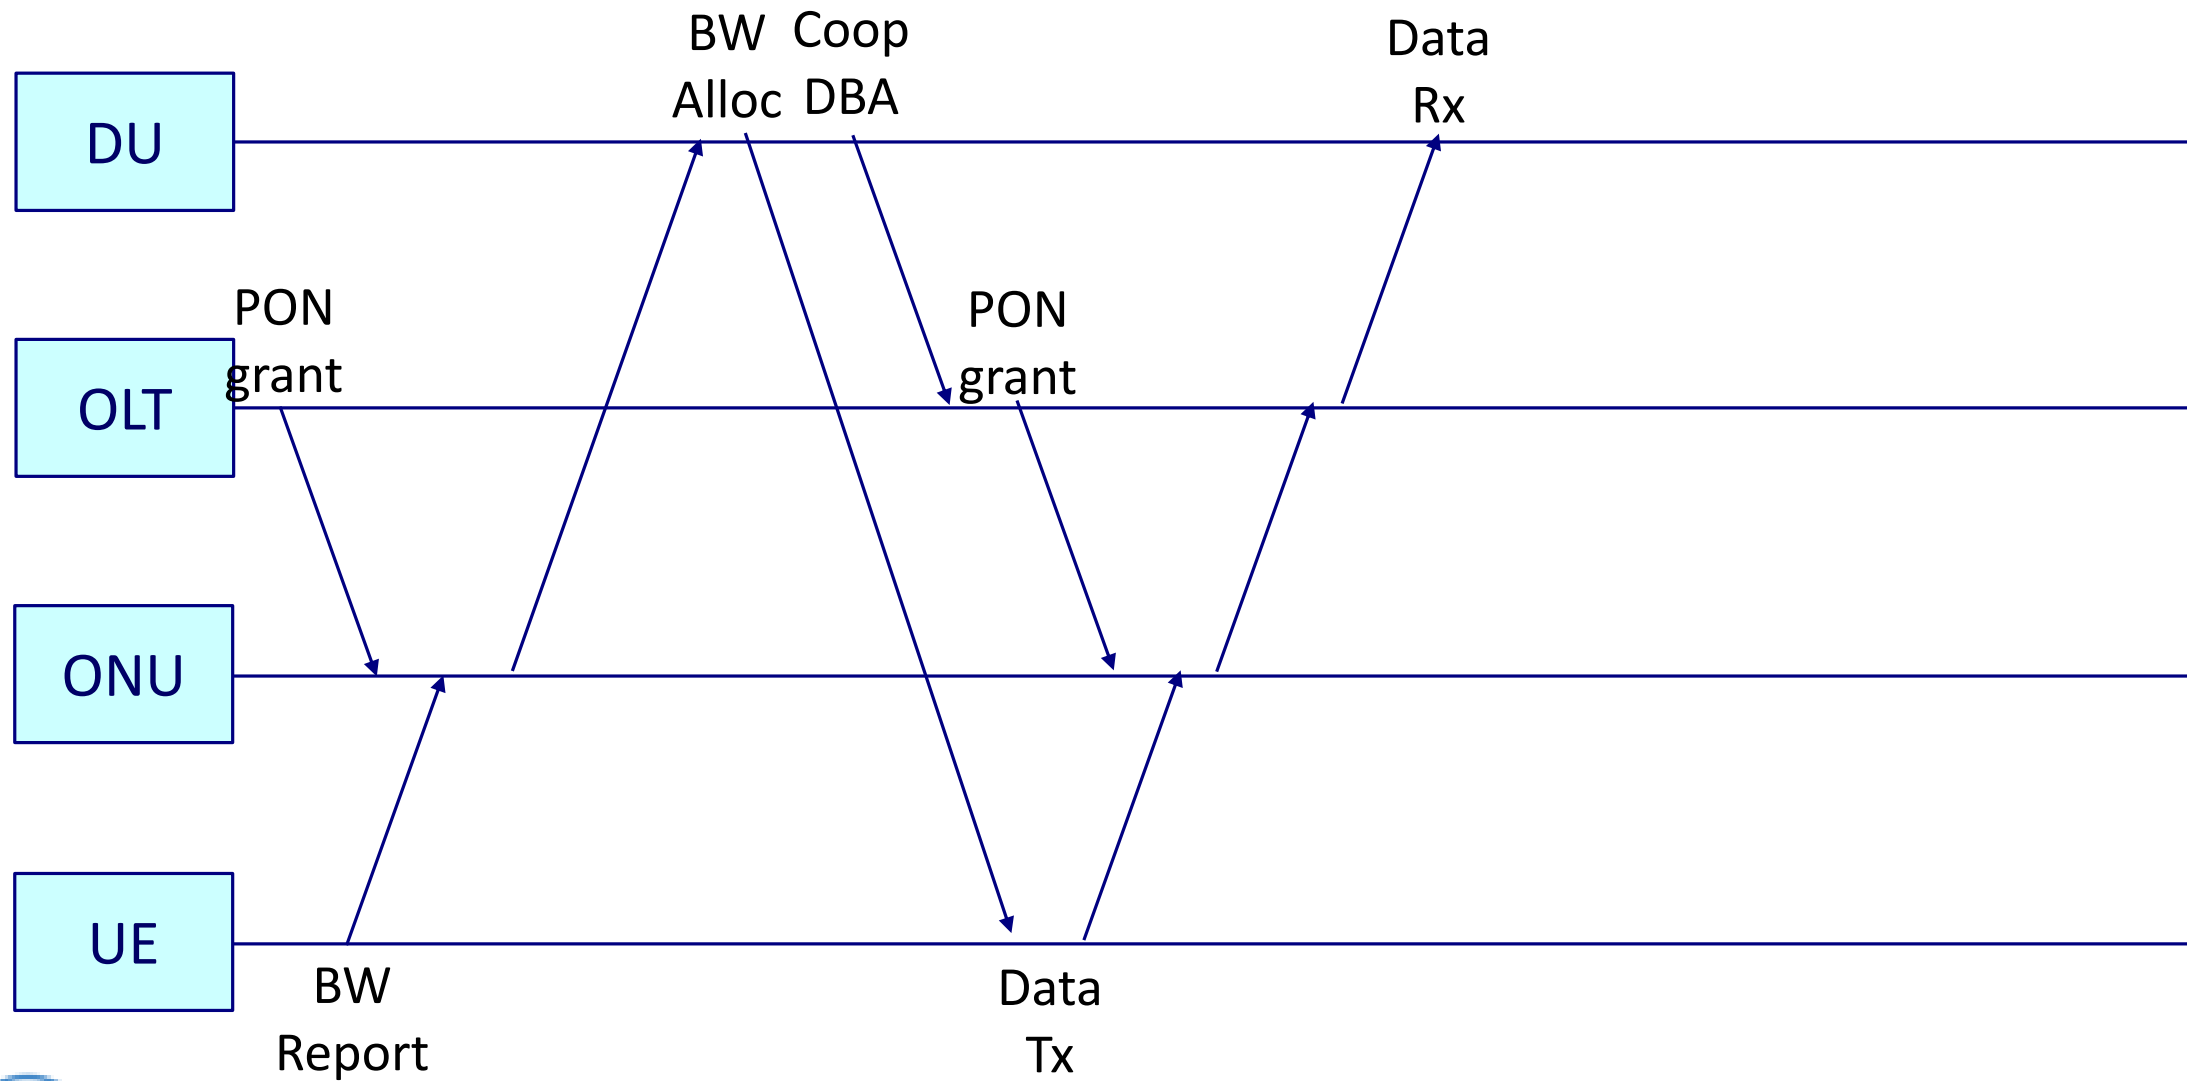 BW Coop
Alloc DBA
Data
Rx
DU
PON
grant
PON
grant
OLT
ONU
UE
BW
Report
Data
Tx